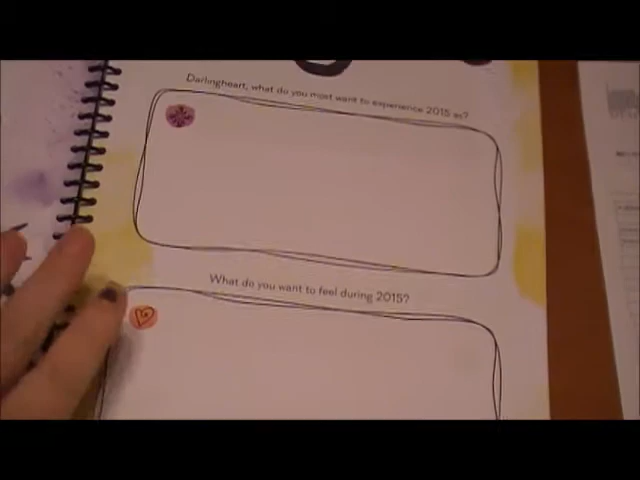 Darlingheart, what do you most want to experience 2015 as?
What do you want to feel during 2015?